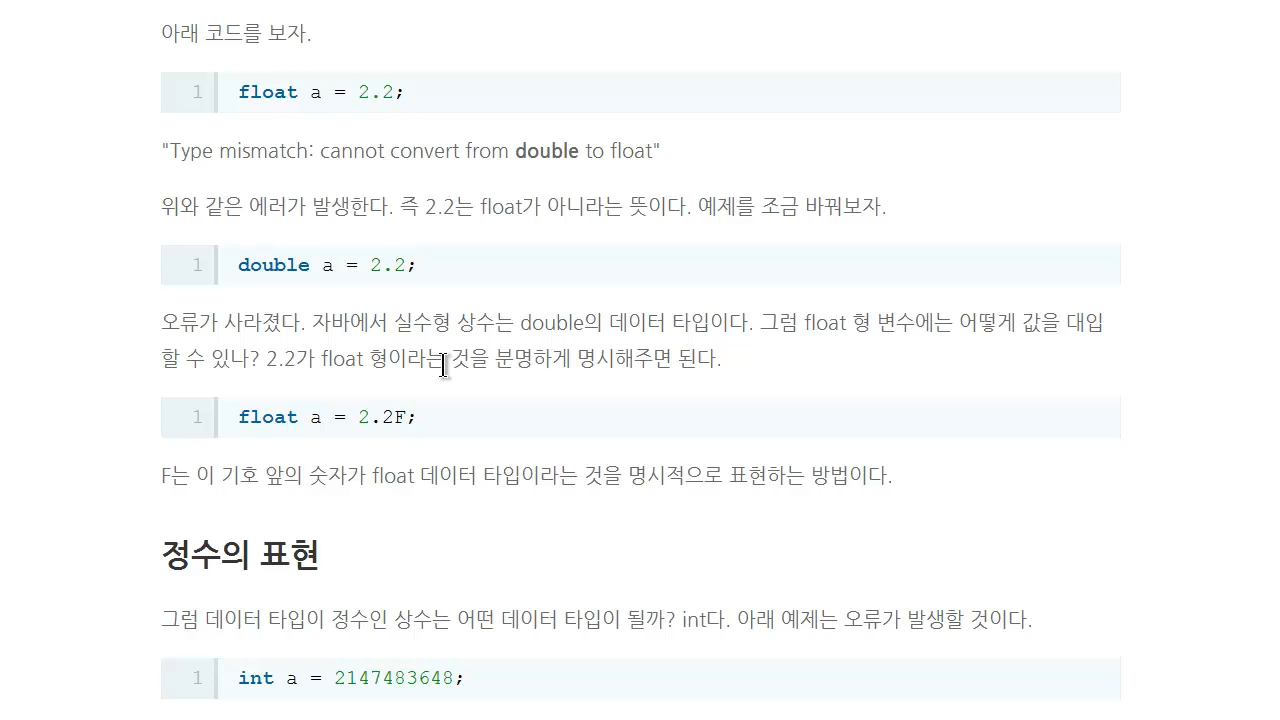 아래 코드를 보자.
1 float a = 2.2;
"Type mismatch: cannot convert from double to float"
위와 같은 에러가 발생한다. 즉 2.2는 float가 아니라는 뜻이다. 예제를 조금 바꿔보자.
1 double a = 2.2;
오류가 사라졌다. 자바에서 실수형 상수는 double의 데이터 타입이다. 그럼 float 형 변수에는 어떻게 값을 대입
할 수 있나? 2.2가 float 형이라는 것을 분명하게 명시해주면 된다.
1 float a = 2.2F;
F는 이 기호 앞의 숫자가 float 데이터 타입이라는 것을 명시적으로 표현하는 방법이다.
정수의 표현
그럼 데이터 타입이 정수인 상수는 어떤 데이터 타입이 될까? int다. 아래 예제는 오류가 발생할 것이다.
1 int a = 2147483648;